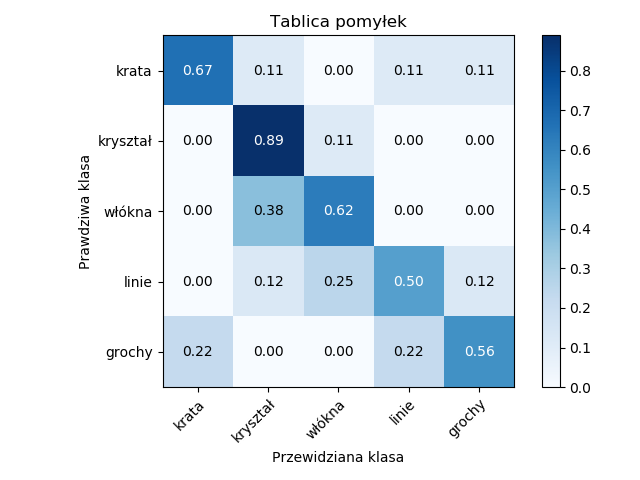 Tablica pomyłek
Prawdziwa klasa
krata 0.67 0.11 0.00 0.11 0.11
kryształ 0.00 0.89 0.11 0.00 0.00
włókna 0.00 0.38 0.62 0.00 0.00
linie 0.00 0.12 0.25 0.50 0.12
grochy 0.22 0.00 0.00 0.22 0.56
krata kryształ włókna linie grochy
Przewidziana klasa
0.8
0.7
0.6
0.5
0.4
0.3
0.2
0.1
0.0